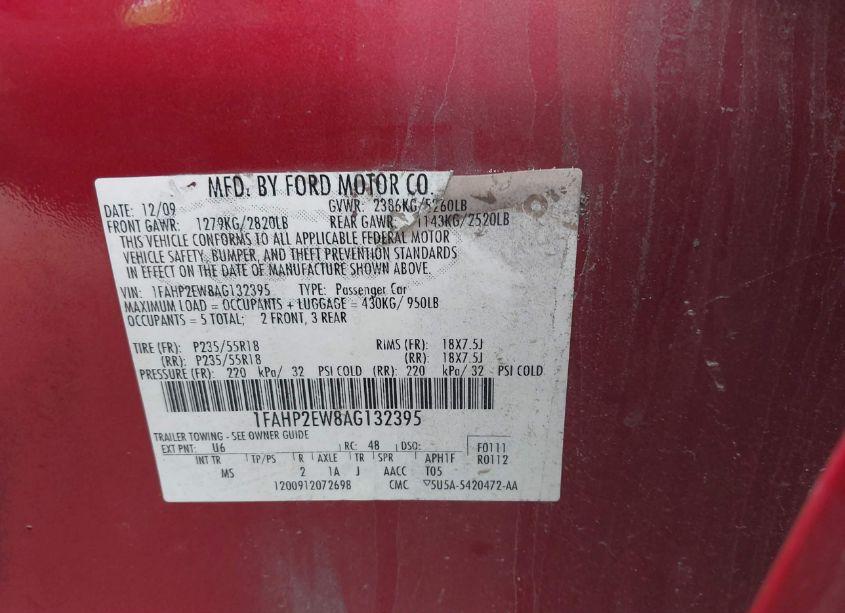 MFD. BY FORD MOTOR CO.
DATE: 12/09 GVWR: 2386KG/5260LB
FRONT GAWR: 1279KG/2820LB REAR GAWR: 1143KG/2520LB
THIS VEHICLE CONFORMS TO ALL APPLICABLE FEDERAL MOTOR
VEHICLE SAFETY, BUMPER, AND THEFT PREVENTION STANDARDS
IN EFFECT ON THE DATE OF MANUFACTURE SHOWN ABOVE.
VIN: 1FAHP2EW8AG132395 TYPE: Passenger Car
MAXIMUM LOAD = OCCUPANTS + LUGGAGE = 430KG/ 950LB
OCCUPANTS = 5 TOTAL; 2 FRONT, 3 REAR
TIRE (FR): P235/55R18 RIMS (FR): 18X7.5J
(RR): P235/55R18 (RR): 18X7.5J
PRESSURE (FR): 220 kPa/ 32 PSI COLD (RR): 220 kPa/ 32 PSI COLD
1FAHP2EW8AG132395
TRAILER TOWING - SEE OWNER GUIDE
EXT PNT: U6 RC: 48 DSO: F0111
INT TR TP/PS R AXLE TR SPR APH1F R0112
MS 2 1A J AACC T05
1200912072698 CMC ▽5U5A-5420472-AA